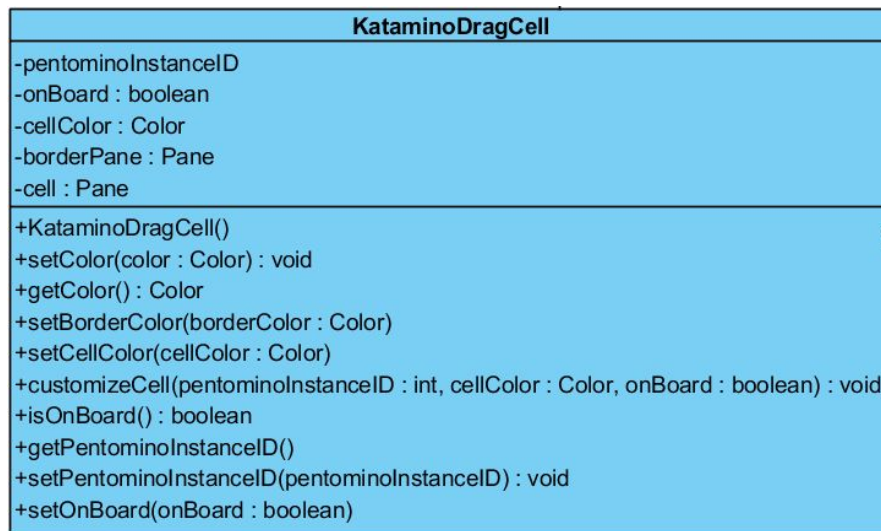 KataminoDragCell
-pentominoInstanceID
-onBoard : boolean
-cellColor : Color
-borderPane : Pane
-cell : Pane
+KataminoDragCell()
+setColor(color : Color) : void
+getColor() : Color
+setBorderColor(borderColor : Color)
+setCellColor(cellColor : Color)
+customizeCell(pentominoInstanceID : int, cellColor : Color, onBoard : boolean) : void
+isOnBoard() : boolean
+getPentominoInstanceID()
+setPentominoInstanceID(pentominoInstanceID) : void
+setOnBoard(onBoard : boolean)